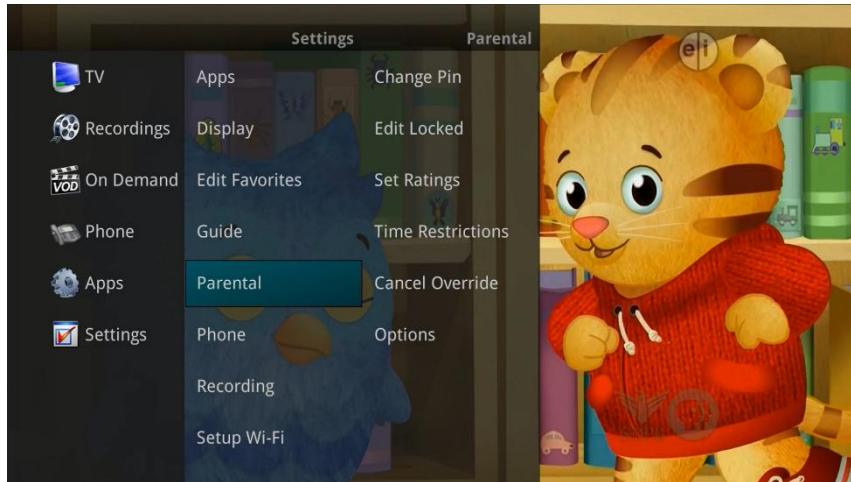 Settings Parental
TV Apps Change Pin
Recordings Display Edit Locked
VOD On Demand Edit Favorites Set Ratings
Phone Guide Time Restrictions
Apps Parental Cancel Override
Settings Phone Options
Recording
Setup Wi-Fi
e/i